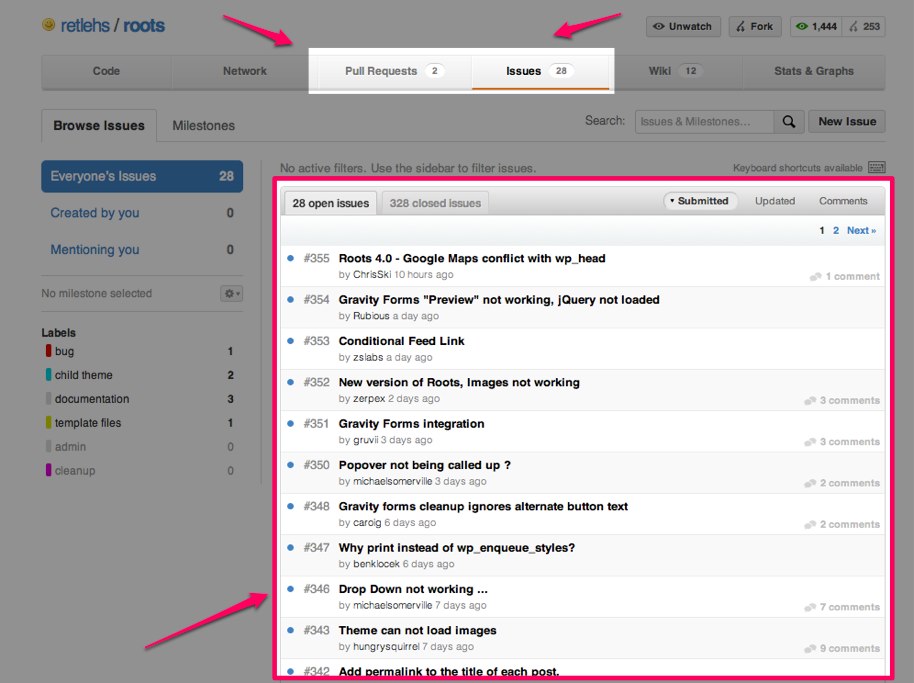 retlehs / roots
Unwatch
Fork
1,444
253
Code
Network
Pull Requests 2
Issues 28
Wiki 12
Stats & Graphs
Browse Issues
Milestones
Search:
Issues & Milestones...
New Issue
Everyone's Issues 28
Created by you 0
Mentioning you 0
No milestone selected
Labels
bug 1
child theme 2
documentation 3
template files 1
admin 0
cleanup 0
No active filters. Use the sidebar to filter issues.
Keyboard shortcuts available
28 open issues
328 closed issues
Submitted
Updated
Comments
1 2 Next »
#355 Roots 4.0 - Google Maps conflict with wp_head
by ChrisSki 10 hours ago
1 comment
#354 Gravity Forms "Preview" not working, jQuery not loaded
by Rubious a day ago
#353 Conditional Feed Link
by zslabs a day ago
#352 New version of Roots, Images not working
by zerpex 2 days ago
3 comments
#351 Gravity Forms integration
by gruvii 3 days ago
3 comments
#350 Popover not being called up ?
by michaelsomerville 3 days ago
2 comments
#348 Gravity forms cleanup ignores alternate button text
by caroig 6 days ago
2 comments
#347 Why print instead of wp_enqueue_styles?
by benklocek 6 days ago
#346 Drop Down not working ...
by michaelsomerville 7 days ago
7 comments
#343 Theme can not load images
by hungrysquirrel 7 days ago
9 comments
#342 Add permalink to the title of each post.